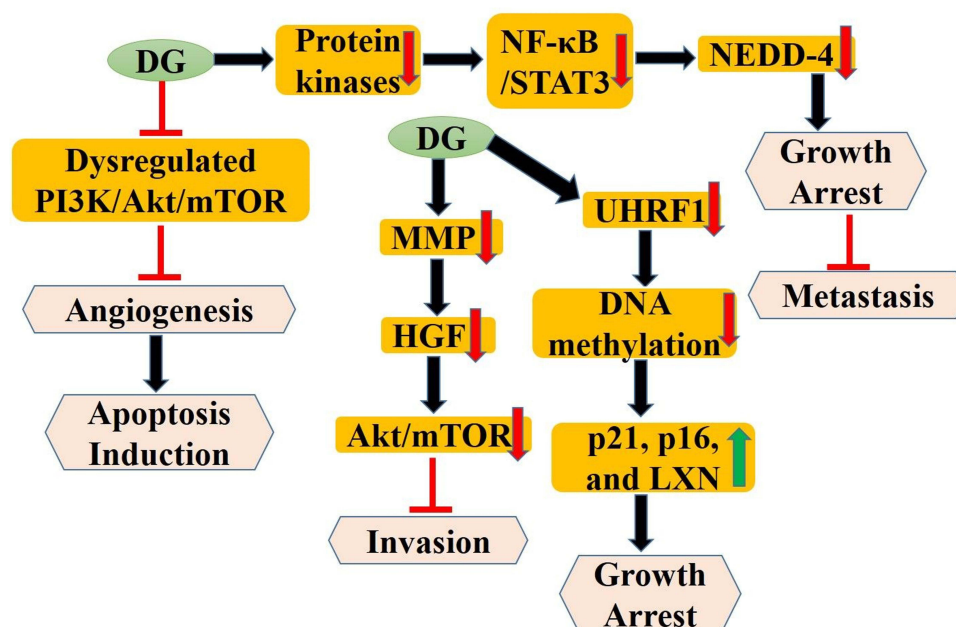 DG
Protein
kinases
NF-κB
/STAT3
NEDD-4
Growth
Arrest
Metastasis
Dysregulated
PI3K/Akt/mTOR
Angiogenesis
Apoptosis
Induction
DG
MMP
HGF
Akt/mTOR
Invasion
UHRF1
DNA
methylation
p21, p16,
and LXN
Growth
Arrest